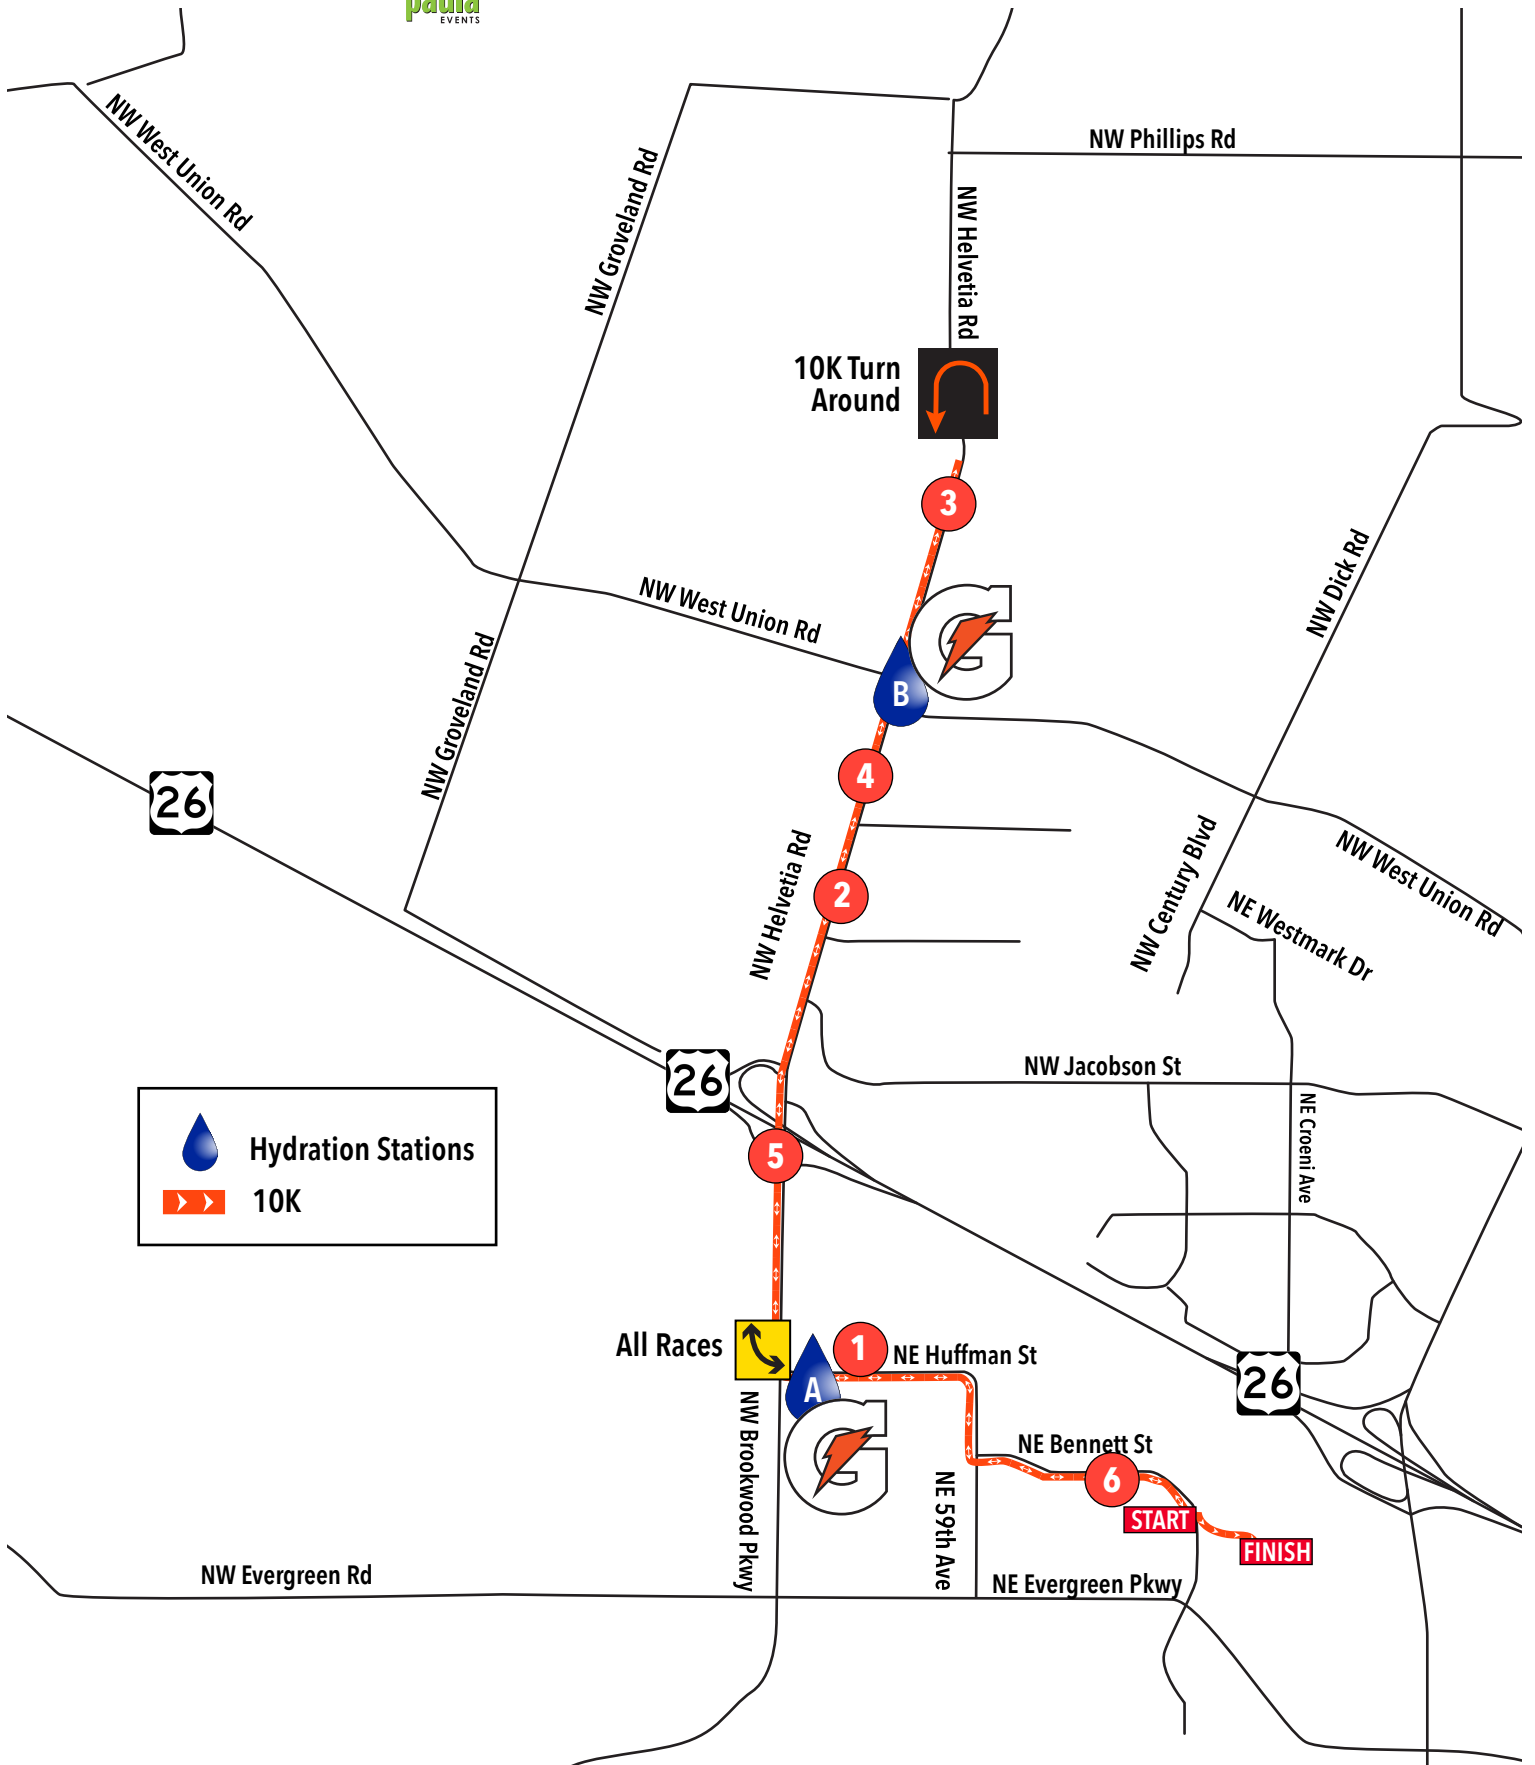 paula
EVENTS
NW West Union Rd
NW Groveland Rd
NW Phillips Rd
NW Helvetia Rd
10K Turn
Around
3
NW Dick Rd
NW West Union Rd
NW Groveland Rd
B
G
4
26
2
NW Helvetia Rd
NW Century Blvd
NW West Union Rd
NE Westmark Dr
26
NW Jacobson St
NE Croeni Ave
Hydration Stations
10K
5
All Races
1
NE Huffman St
A
G
26
NW Brookwood Pkwy
NE Bennett St
6
NE 59th Ave
START
FINISH
NW Evergreen Rd
NE Evergreen Pkwy